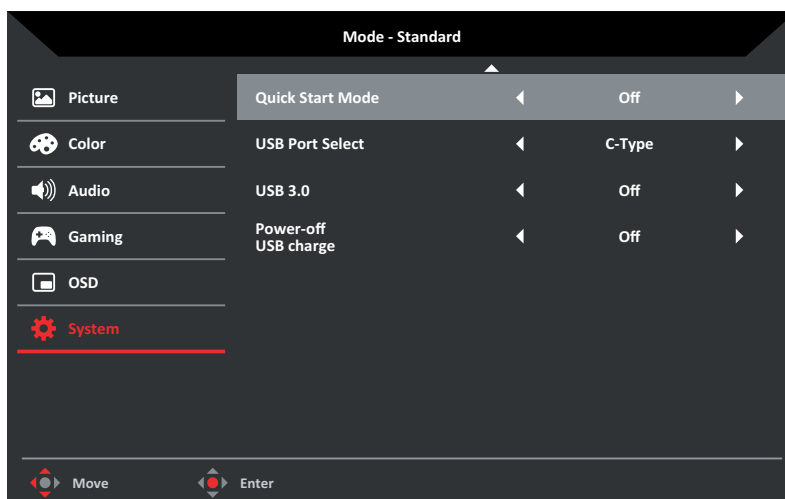 Mode - Standard
Picture
Color
Audio
Gaming
OSD
System
Quick Start Mode Off
USB Port Select C-Type
USB 3.0 Off
Power-off
USB charge Off
Move Enter